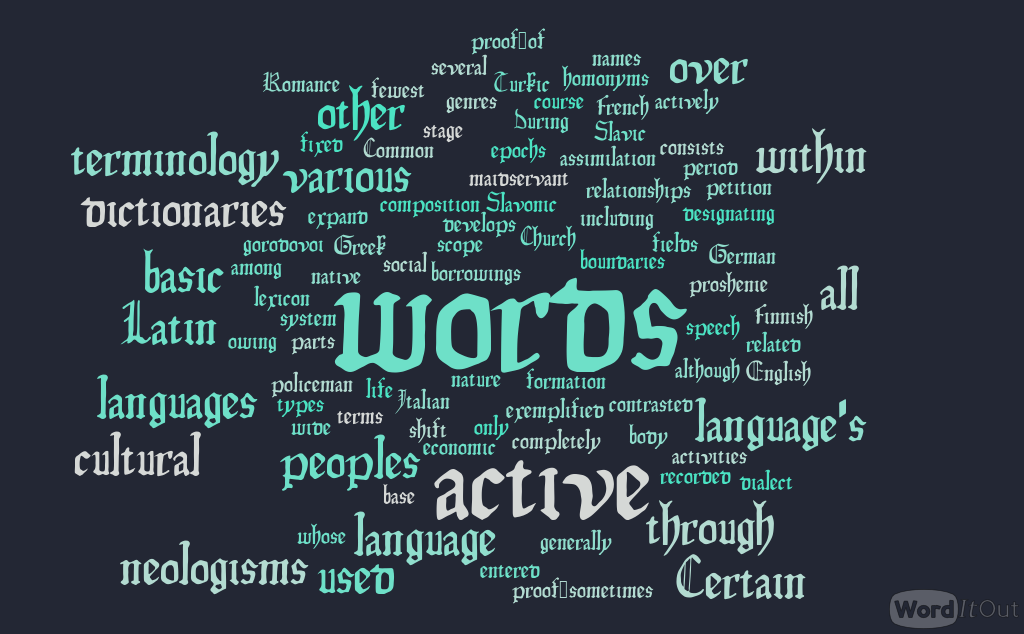 proof▯of
several names over
Romance fewest Turkic homonyms
other genres course French actively
fixed Common stage During Slavic
terminology various epochs assimilation consists within
maidservant period
dictionaries expand composition Slavonic relationships petition
develops including designating
gorodovoi Greek scope Church fields
basic among native social borrowings boundaries German
lexicon words proshenie all
Latin system speech Finnish
owing parts related
policeman life nature formation although English
languages types terms Italian exemplified contrasted language's
wide shift only
cultural peoples economic completely body activities
base active recorded dialect
whose language generally through
neologisms used entered proof▯sometimes Certain
WordItOut